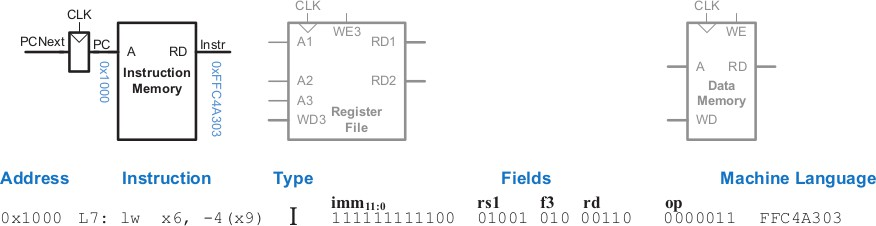 CLK CLK CLK
PCNext PC A RD Instr A1 WE3 RD1 WE
Instruction Memory A2 RD2 A RD
0x1000 0xFFC4A303 A3 Data Memory
WD3 Register File WD
Address Instruction Type Fields Machine Language
imm11:0 rs1 f3 rd op
0x1000 L7: lw x6, -4(x9) I 111111111100 01001 010 00110 0000011 FFC4A303